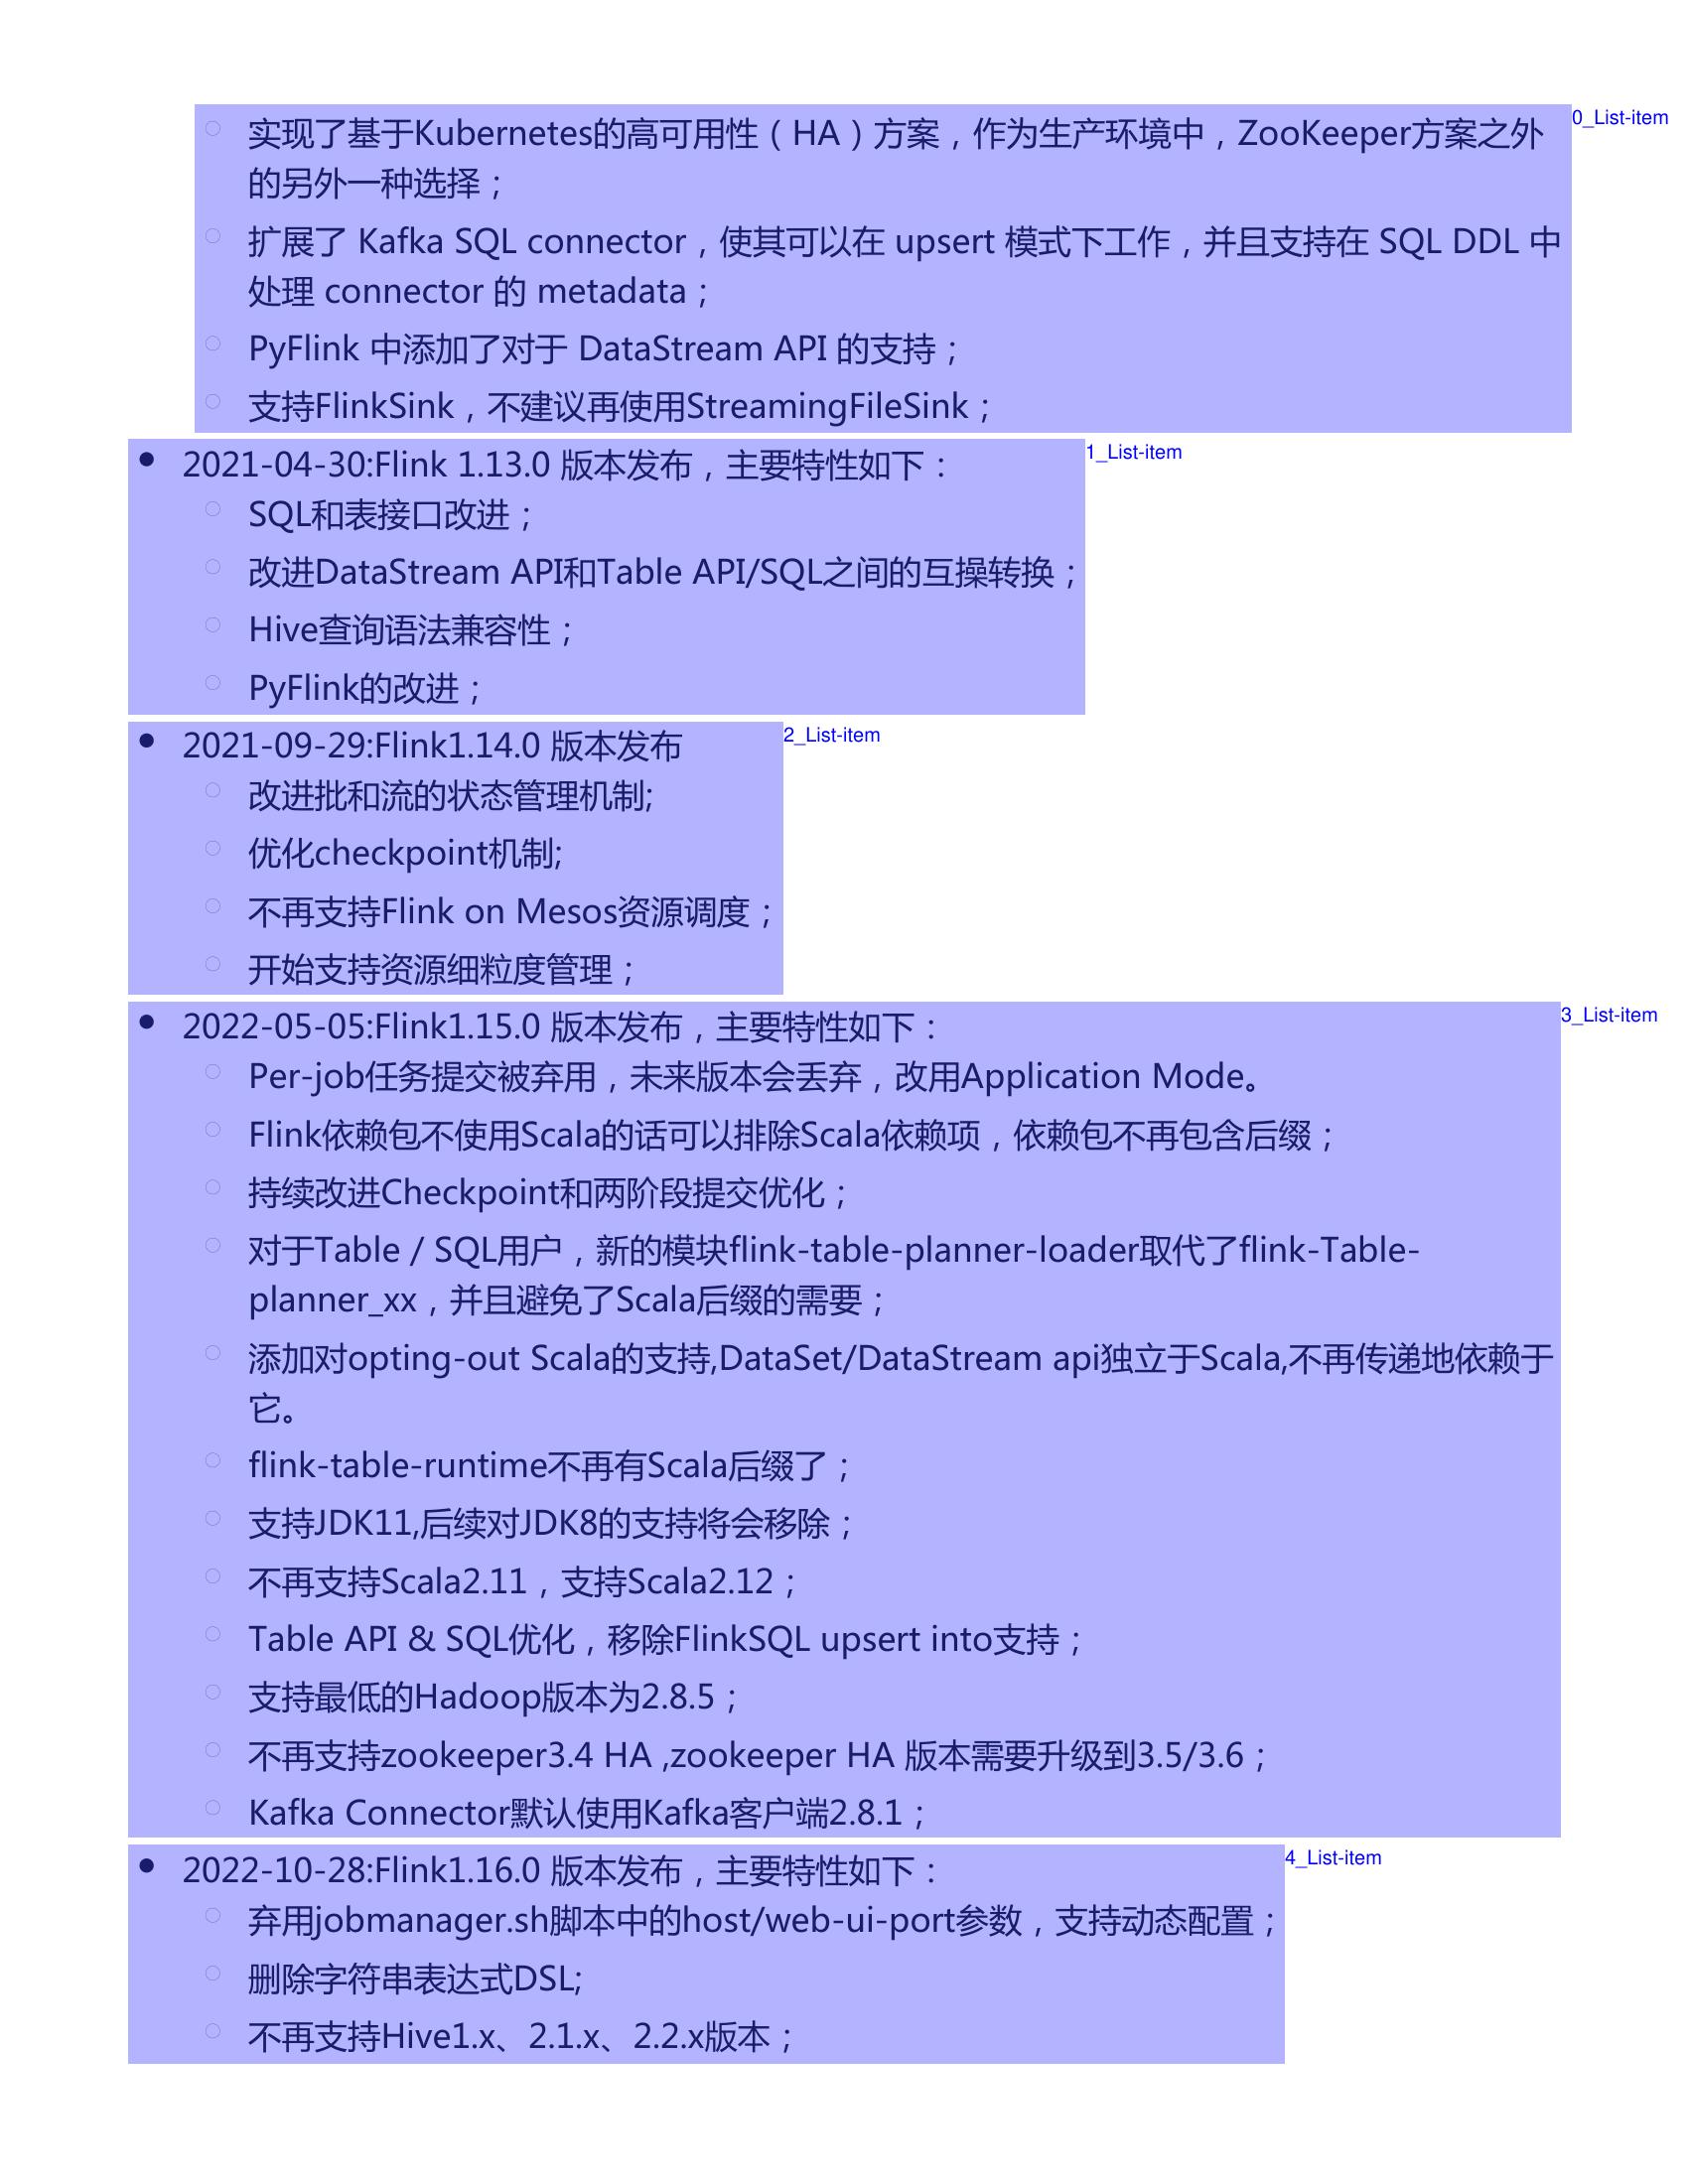 实现了基于Kubernetes的高可用性（HA）方案，作为生产环境中，ZooKeeper方案之外
的另外一种选择；
扩展了 Kafka SQL connector，使其可以在 upsert 模式下工作，并且支持在 SQL DDL 中
处理 connector 的 metadata；
PyFlink 中添加了对于 DataStream API 的支持；
支持FlinkSink，不建议再使用StreamingFileSink；
0_List-item
2021-04-30:Flink 1.13.0 版本发布，主要特性如下：
SQL和表接口改进；
改进DataStream API和Table API/SQL之间的互操转换；
Hive查询语法兼容性；
PyFlink的改进；
1_List-item
2021-09-29:Flink1.14.0 版本发布
改进批和流的状态管理机制;
优化checkpoint机制;
不再支持Flink on Mesos资源调度；
开始支持资源细粒度管理；
2_List-item
2022-05-05:Flink1.15.0 版本发布，主要特性如下：
Per-job任务提交被弃用，未来版本会丢弃，改用Application Mode。
Flink依赖包不使用Scala的话可以排除Scala依赖项，依赖包不再包含后缀；
持续改进Checkpoint和两阶段提交优化；
对于Table / SQL用户，新的模块flink-table-planner-loader取代了flink-Table-
planner_xx，并且避免了Scala后缀的需要；
添加对opting-out Scala的支持,DataSet/DataStream api独立于Scala,不再传递地依赖于
它。
flink-table-runtime不再有Scala后缀了；
支持JDK11,后续对JDK8的支持将会移除；
不再支持Scala2.11，支持Scala2.12；
Table API & SQL优化，移除FlinkSQL upsert into支持；
支持最低的Hadoop版本为2.8.5；
不再支持zookeeper3.4 HA ,zookeeper HA 版本需要升级到3.5/3.6；
Kafka Connector默认使用Kafka客户端2.8.1；
3_List-item
2022-10-28:Flink1.16.0 版本发布，主要特性如下：
弃用jobmanager.sh脚本中的host/web-ui-port参数，支持动态配置；
删除字符串表达式DSL;
不再支持Hive1.x、2.1.x、2.2.x版本；
4_List-item